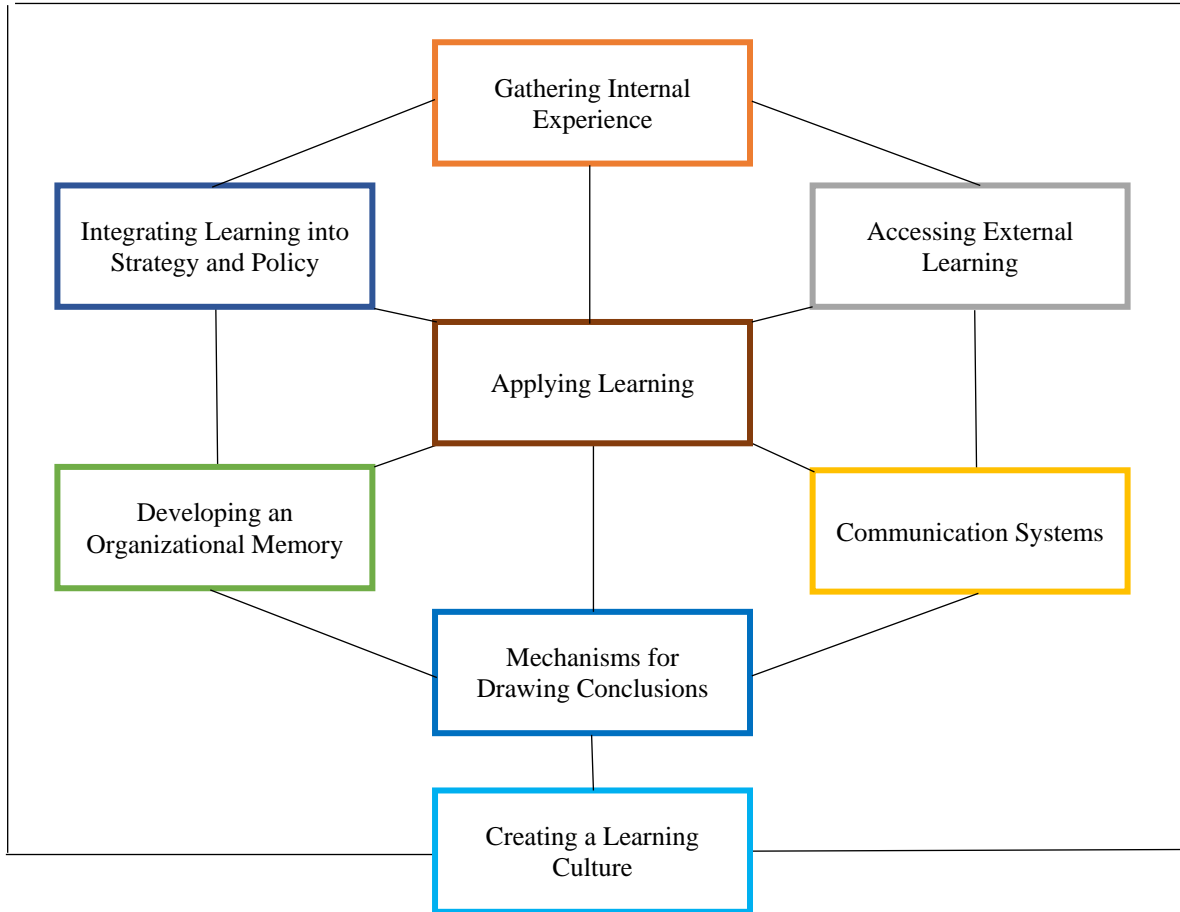 Gathering Internal
Experience
Integrating Learning into
Strategy and Policy
Accessing External
Learning
Applying Learning
Developing an
Organizational Memory
Communication Systems
Mechanisms for
Drawing Conclusions
Creating a Learning
Culture